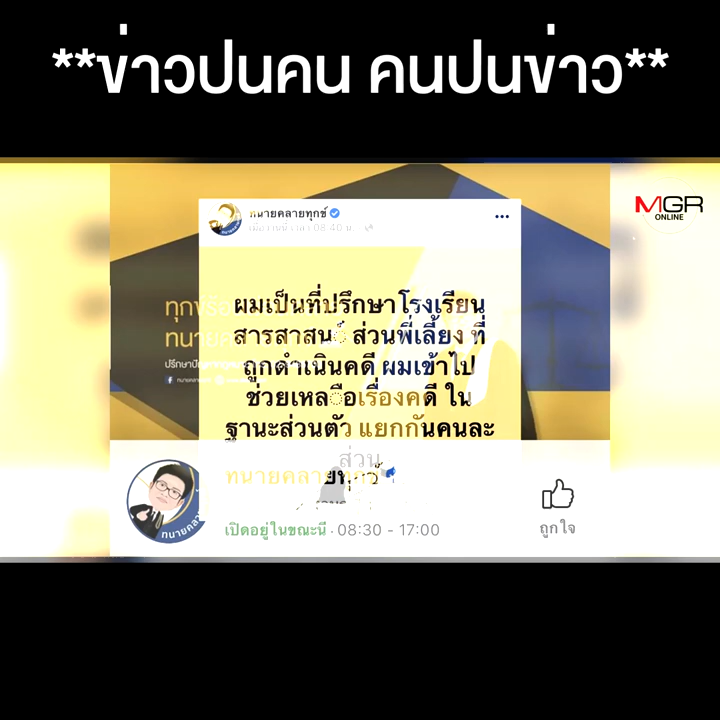 **ข่าวปนคน คนปนข่าว**
MGR
ONLINE
ทนายคลายทุกข์
08:40 น.
ผมเป็นที่ปรึกษาโรงเรียน
สารสาสน์ ส่วนพี่เลี้ยง ที่
ถูกดำเนินคดี ผมเข้าไป
ช่วยเหลือเรื่องคดี ใน
ฐานะส่วนตัว แยกกันคนละ
ส่วน
ทนายคลายทุกข์
เปิดอยู่ในขณะนี้ · 08:30 - 17:00
ถูกใจ